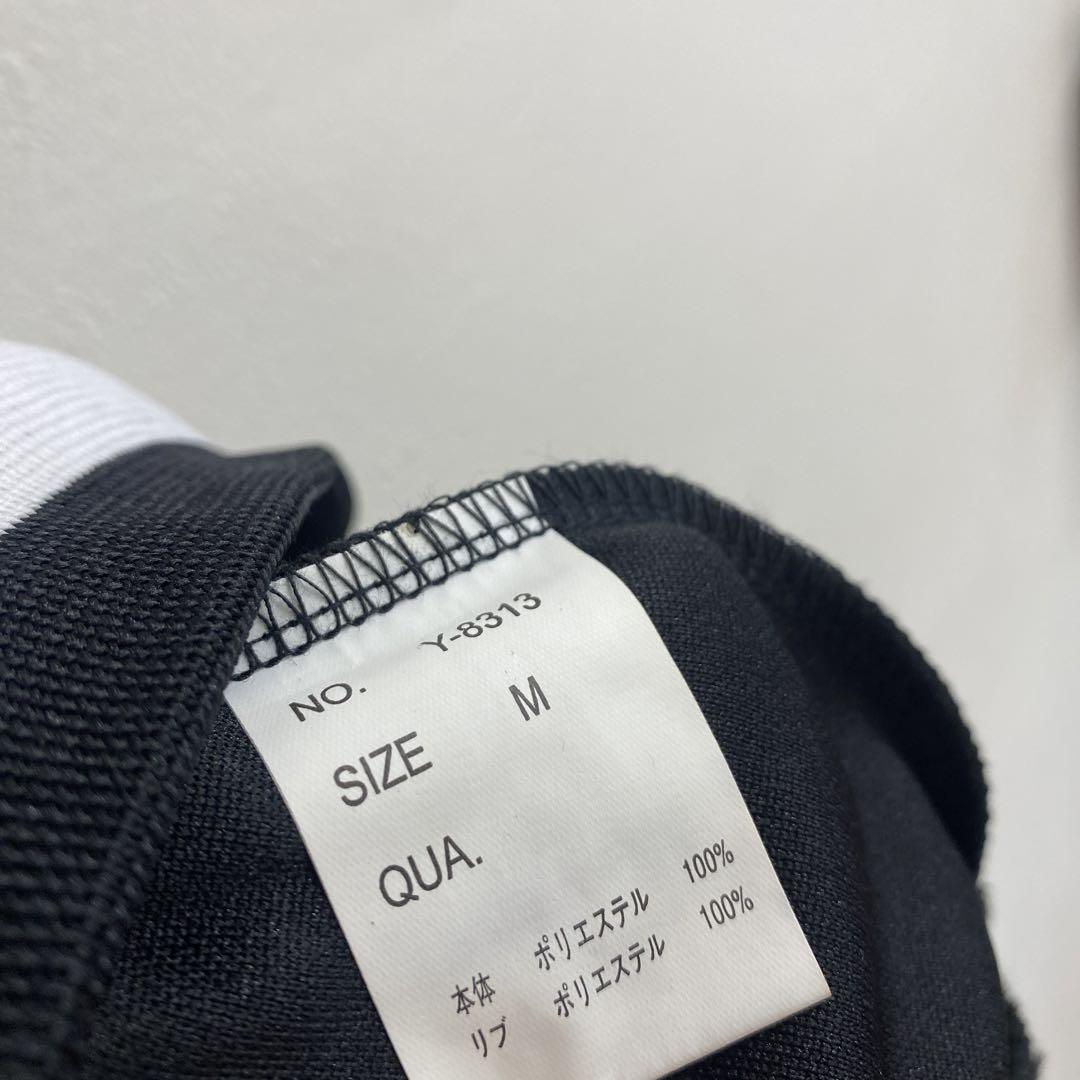 NO. Y-8313
SIZE M
QUA.
本体 ポリエステル 100%
リブ ポリエステル 100%